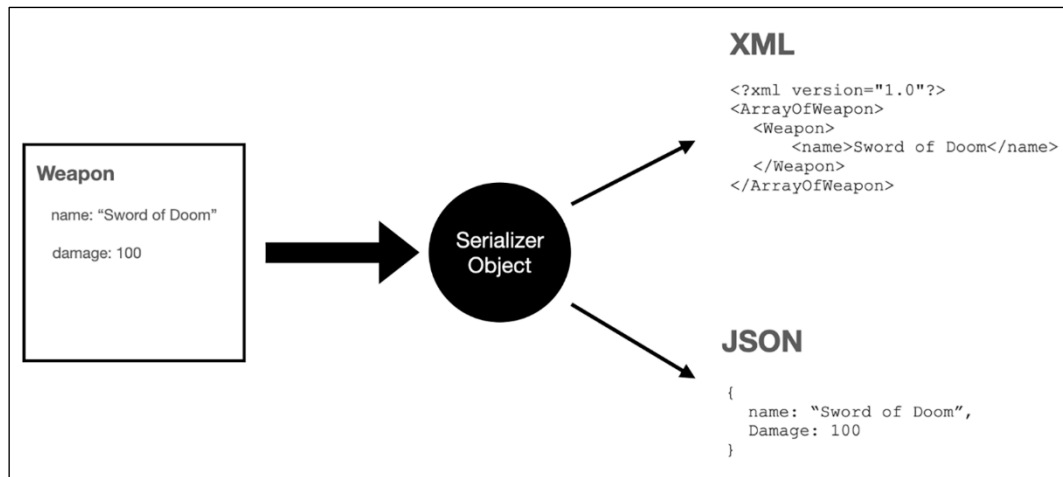 Weapon
name: “Sword of Doom”
damage: 100
Serializer
Object
XML
<?xml version="1.0"?>
<ArrayOfWeapon>
<Weapon>
<name>Sword of Doom</name>
</Weapon>
</ArrayOfWeapon>
JSON
{
name: “Sword of Doom”,
Damage: 100
}